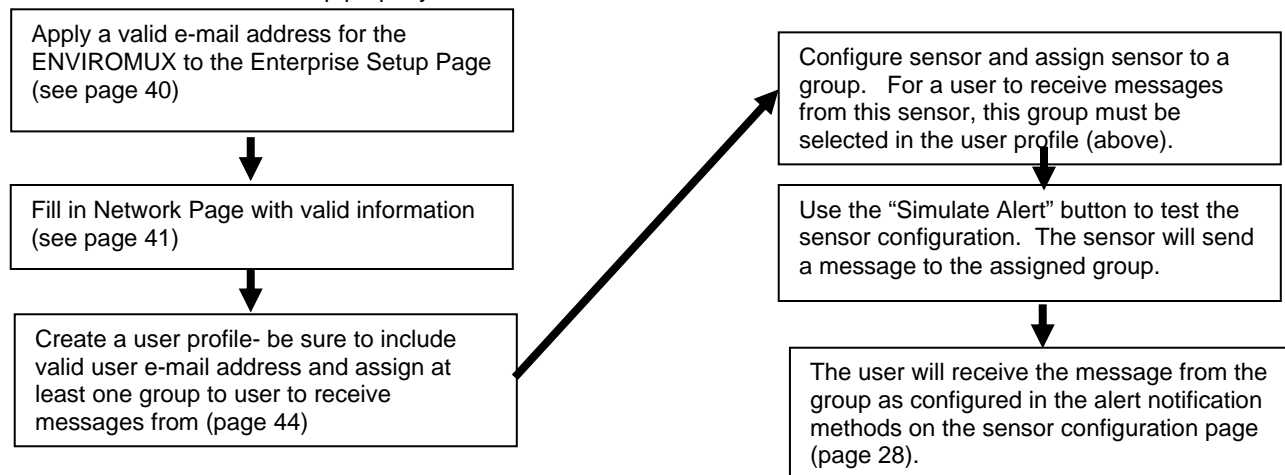 Apply a valid e-mail address for the
ENVIROMUX to the Enterprise Setup Page
(see page 40)
Fill in Network Page with valid information
(see page 41)
Create a user profile- be sure to include
valid user e-mail address and assign at
least one group to user to receive
messages from (page 44)
Configure sensor and assign sensor to a
group.   For a user to receive messages
from this sensor, this group must be
selected in the user profile (above).
Use the “Simulate Alert” button to test the
sensor configuration.  The sensor will send
a message to the assigned group.
The user will receive the message from the
group as configured in the alert notification
methods on the sensor configuration page
(page 28).